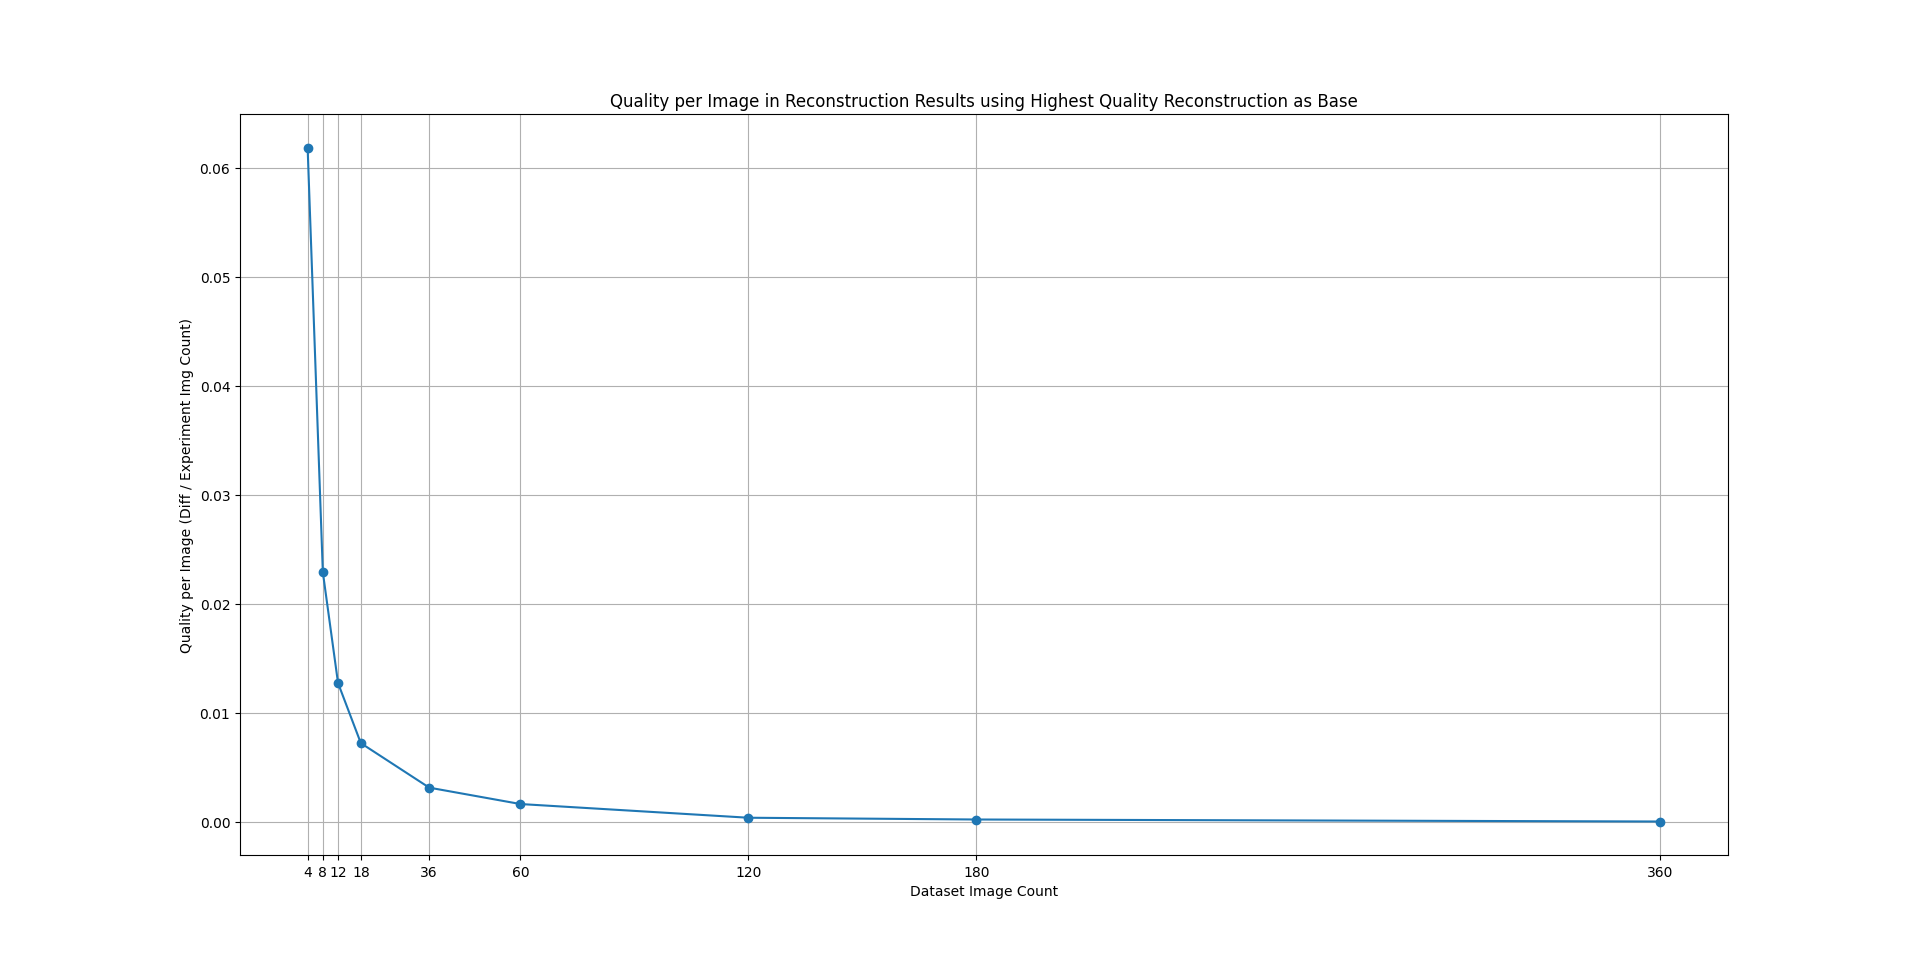 Quality per Image in Reconstruction Results using Highest Quality Reconstruction as Base
Quality per Image (Diff / Experiment Img Count)
0.06
0.05
0.04
0.03
0.02
0.01
0.00
4 8 12 18 36 60 120 180 360
Dataset Image Count